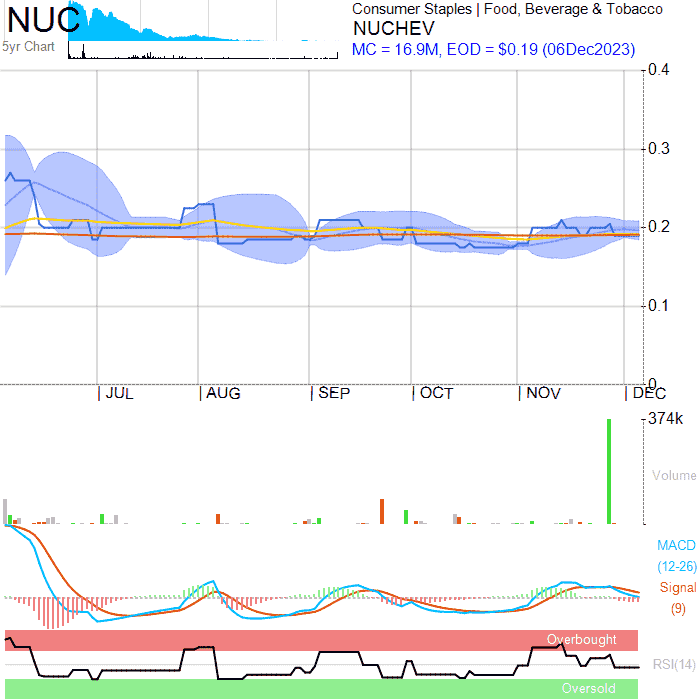 NUC
5yr Chart
Consumer Staples | Food, Beverage & Tobacco
NUCHEV
MC = 16.9M, EOD = $0.19 (06Dec2023)
0.4
0.3
0.2
0.1
0
JUL
AUG
SEP
OCT
NOV
DEC
374k
Volume
MACD
(12-26)
Signal
(9)
Overbought
RSI(14)
Oversold